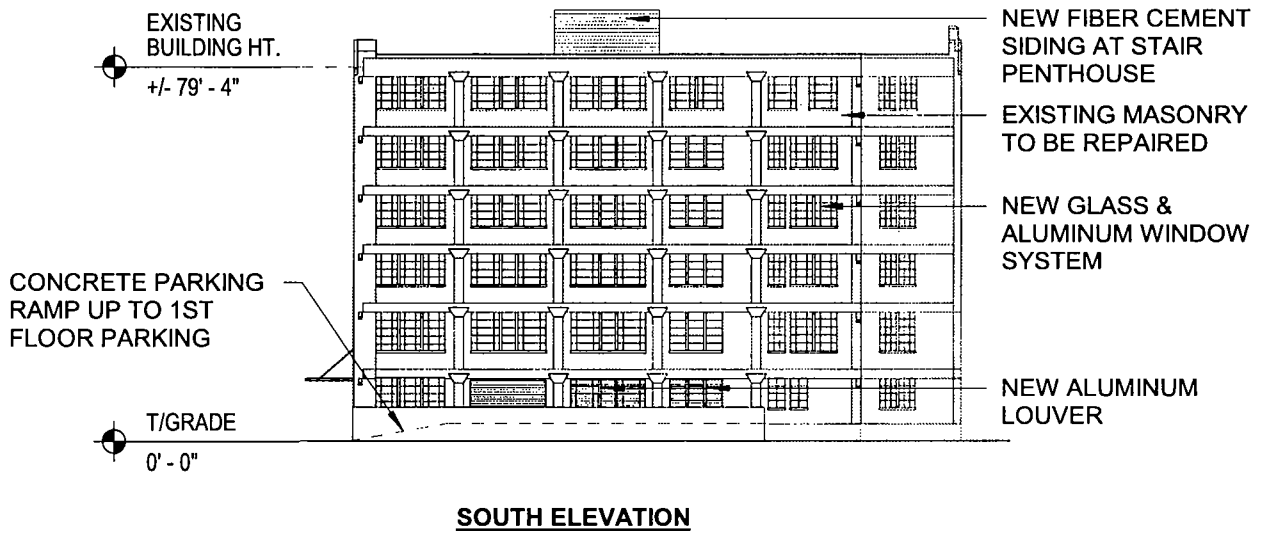 EXISTING
BUILDING HT.
+/- 79' - 4"
NEW FIBER CEMENT
SIDING AT STAIR
PENTHOUSE
EXISTING MASONRY
TO BE REPAIRED
NEW GLASS &
ALUMINUM WINDOW
SYSTEM
CONCRETE PARKING
RAMP UP TO 1ST
FLOOR PARKING
NEW ALUMINUM
LOUVER
T/GRADE
0' - 0"
SOUTH ELEVATION